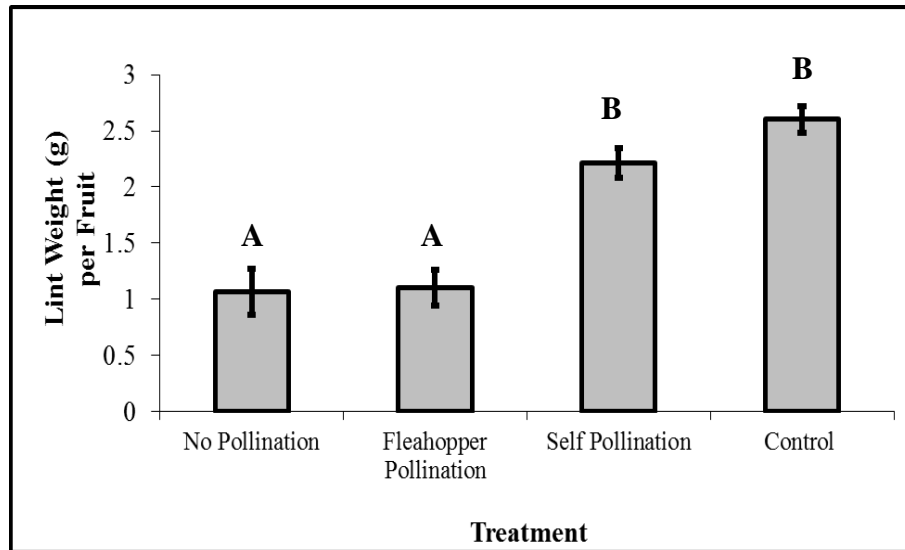 Lint Weight (g)
per Fruit
3
2.5
2
1.5
1
0.5
0
A
A
B
B
No Pollination
Fleahopper
Pollination
Self Pollination
Control
Treatment